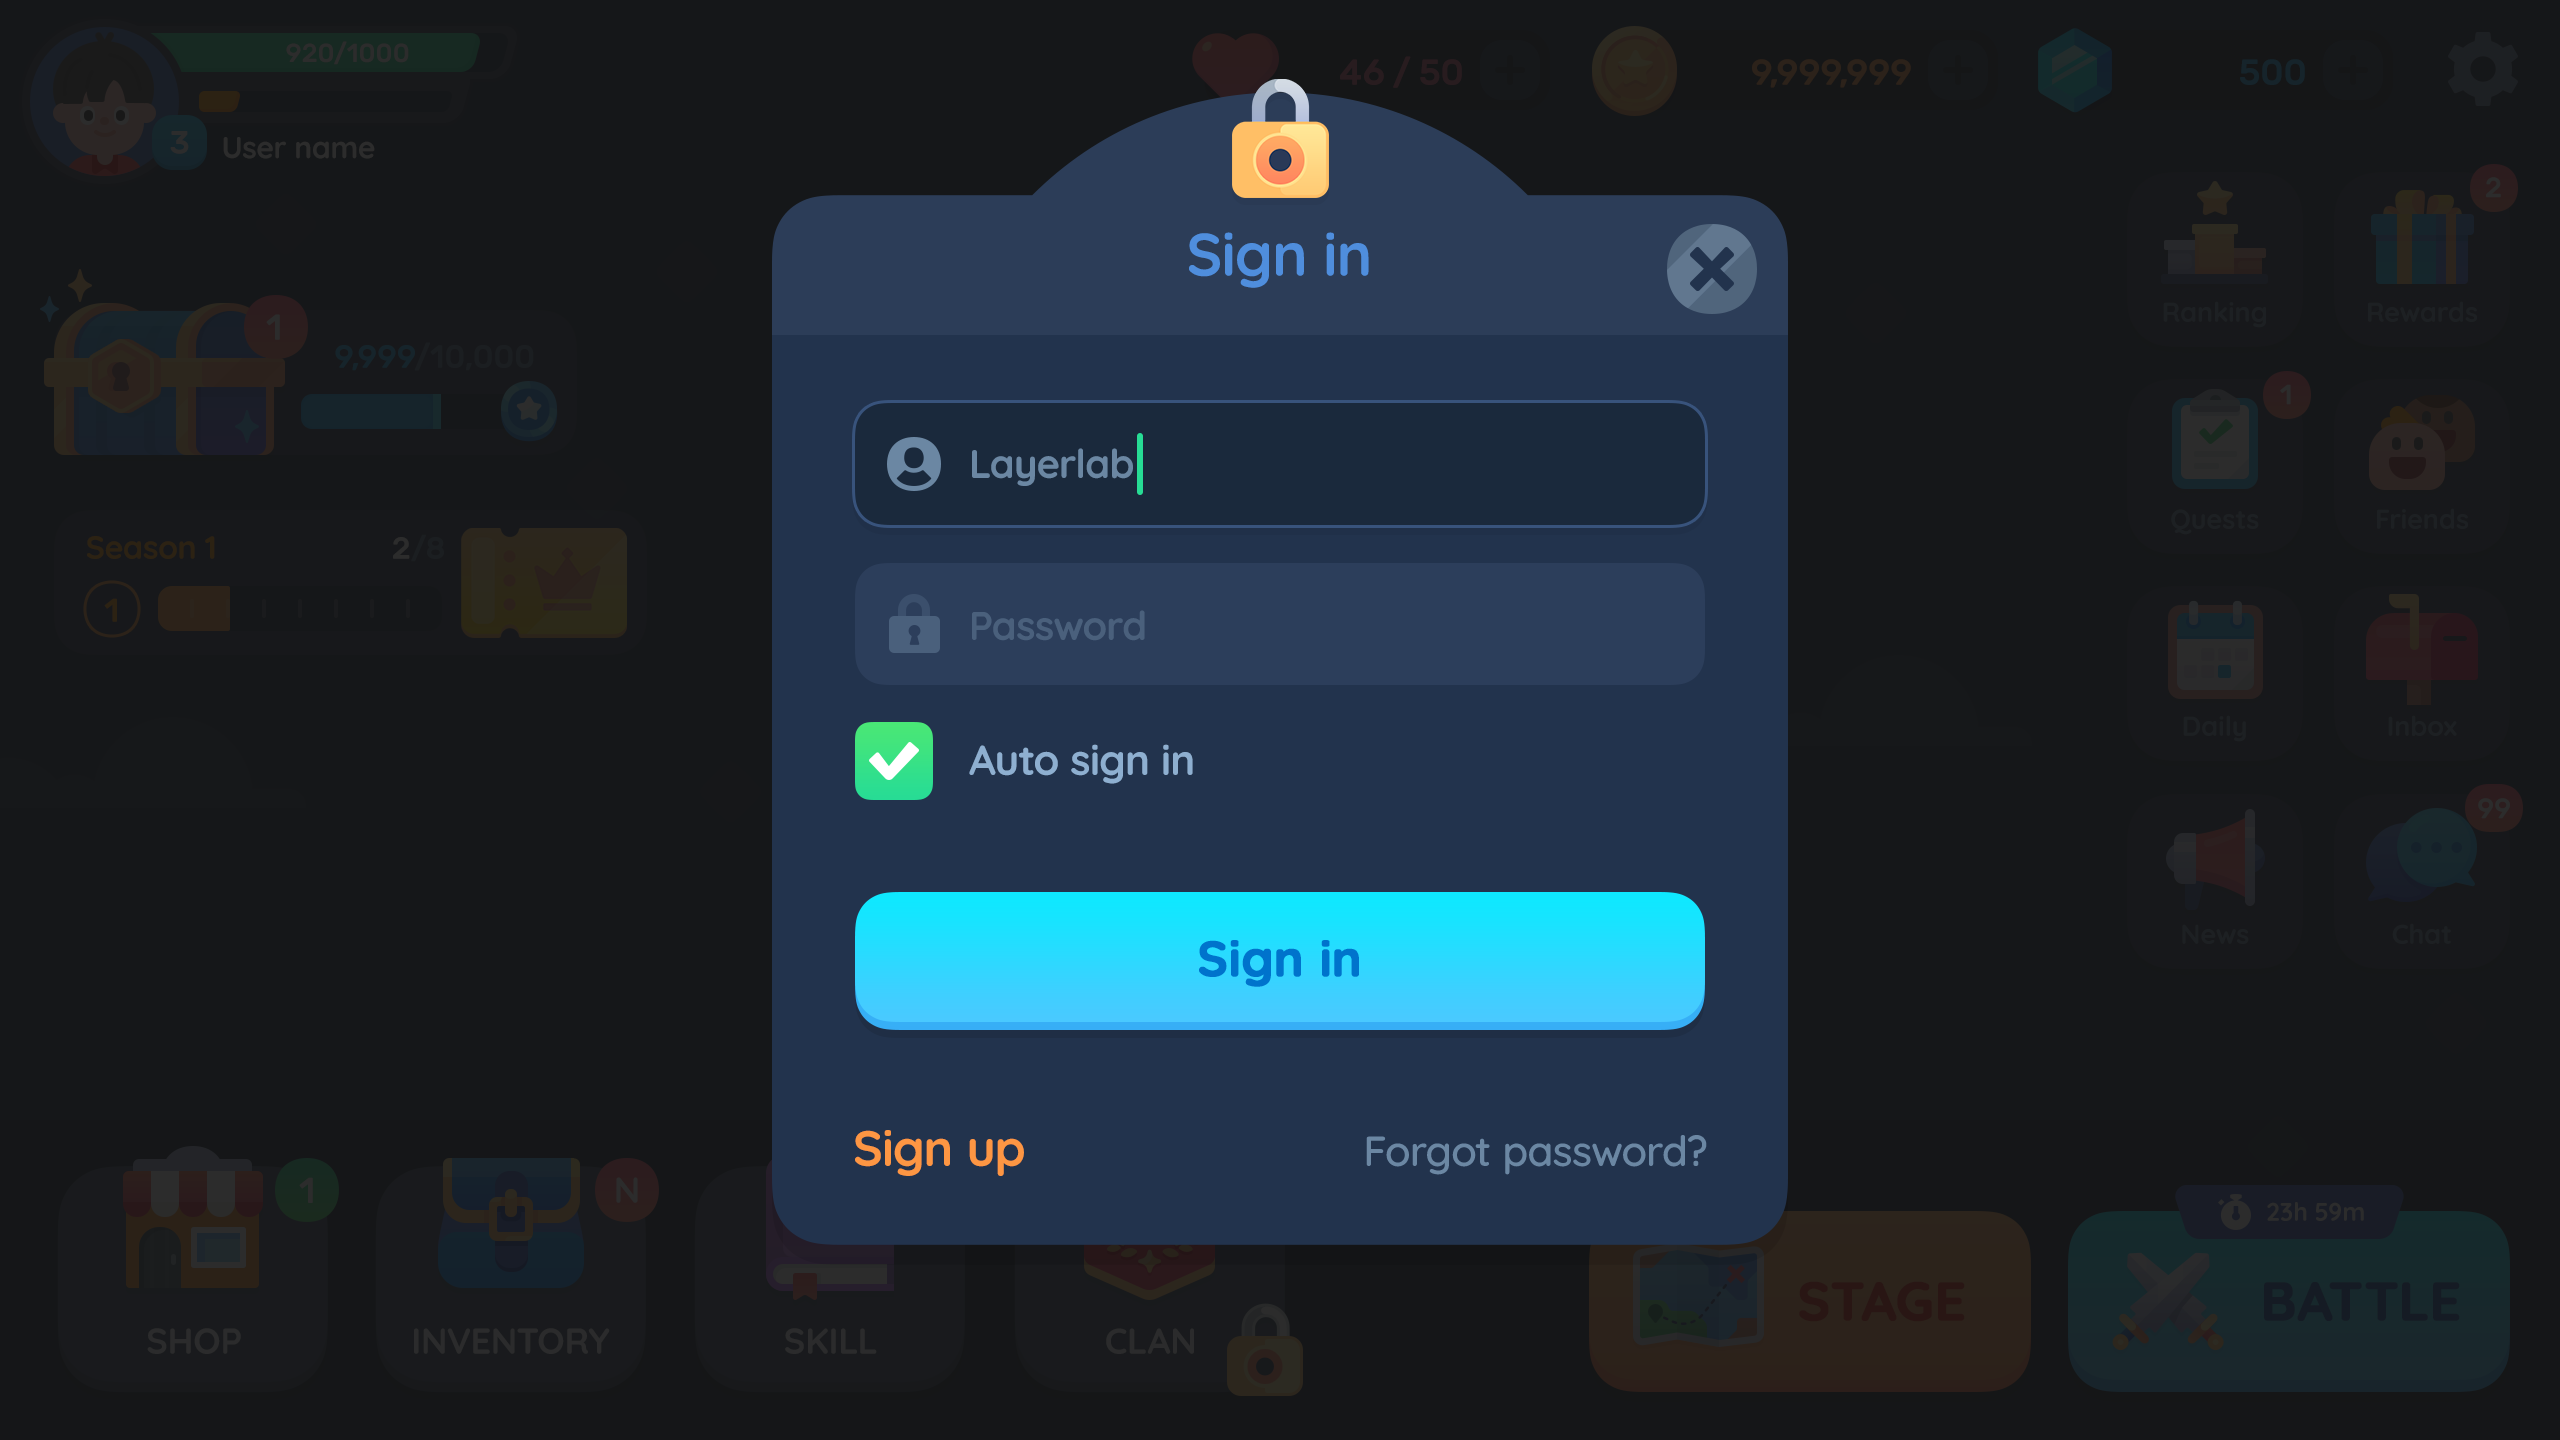 920/1000
46 / 50
9,999,999
500
3
User name
Sign in
2
Ranking
Rewards
1
9,999/10,000
Layerlab
1
Quests
Friends
Season 1
2/8
1
Password
Daily
Inbox
Auto sign in
99
News
Chat
Sign in
Sign up
Forgot password?
1
N
23h 59m
STAGE
BATTLE
SHOP
INVENTORY
SKILL
CLAN